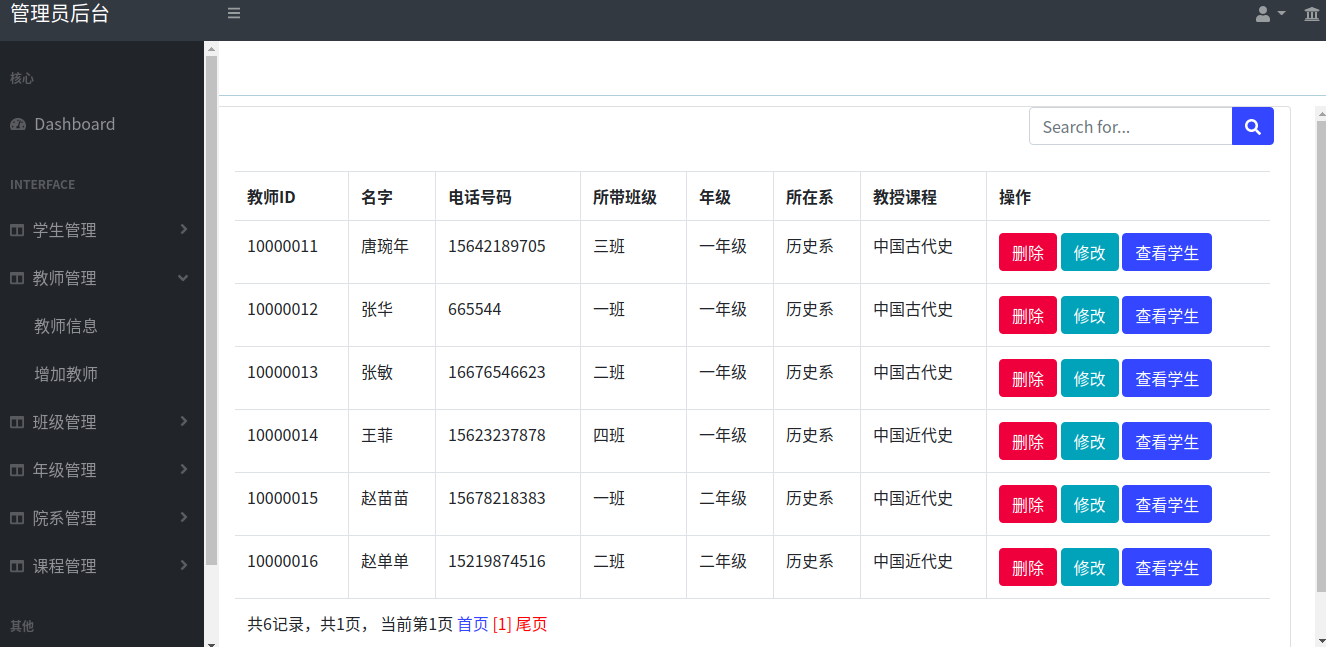 管理员后台
核心
Dashboard
INTERFACE
学生管理
教师管理
教师信息
增加教师
班级管理
年级管理
院系管理
课程管理
其他
Search for...
教师ID 名字 电话号码 所带班级 年级 所在系 教授课程 操作
10000011 唐琬年 15642189705 三班 一年级 历史系 中国古代史 删除 修改 查看学生
10000012 张华 665544 一班 一年级 历史系 中国古代史 删除 修改 查看学生
10000013 张敏 16676546623 二班 一年级 历史系 中国古代史 删除 修改 查看学生
10000014 王菲 15623237878 四班 一年级 历史系 中国近代史 删除 修改 查看学生
10000015 赵苗苗 15678218383 一班 二年级 历史系 中国近代史 删除 修改 查看学生
10000016 赵单单 15219874516 二班 二年级 历史系 中国近代史 删除 修改 查看学生
共6记录，共1页， 当前第1页 首页 [1] 尾页